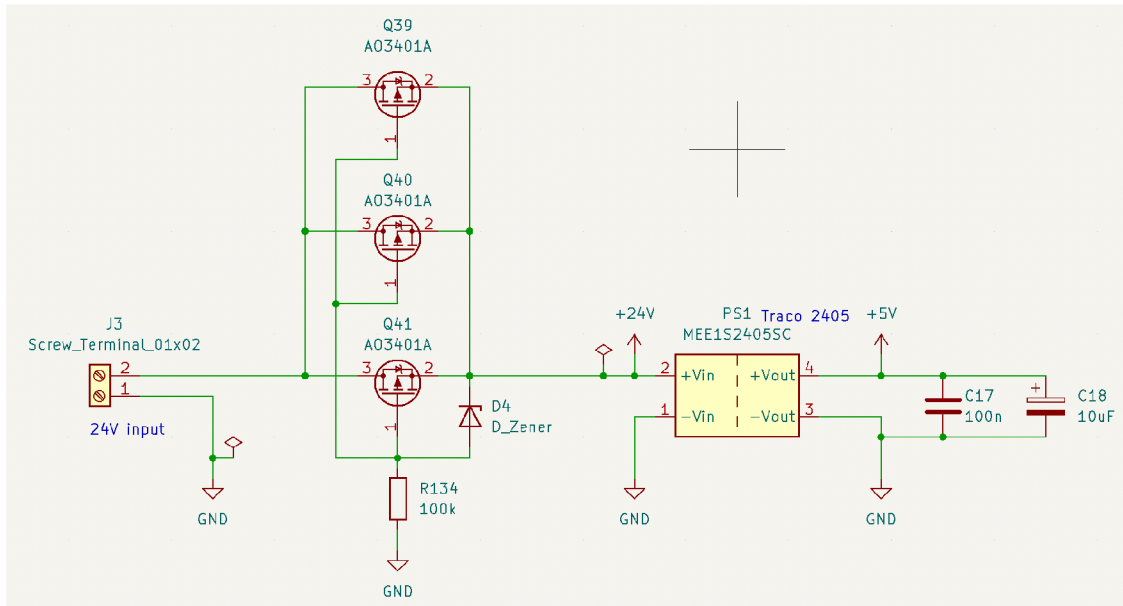 Q39
AO3401A
3
2
1
Q40
AO3401A
3
2
1
J3
Screw_Terminal_01x02
2
1
24V input
GND
Q41
AO3401A
3
2
1
D4
D_Zener
R134
100k
GND
+24V
PS1 Traco 2405
MEE1S2405SC
+5V
2 +Vin +Vout 4
1 -Vin -Vout 3
GND
GND
C17
100n
+
C18
10uF